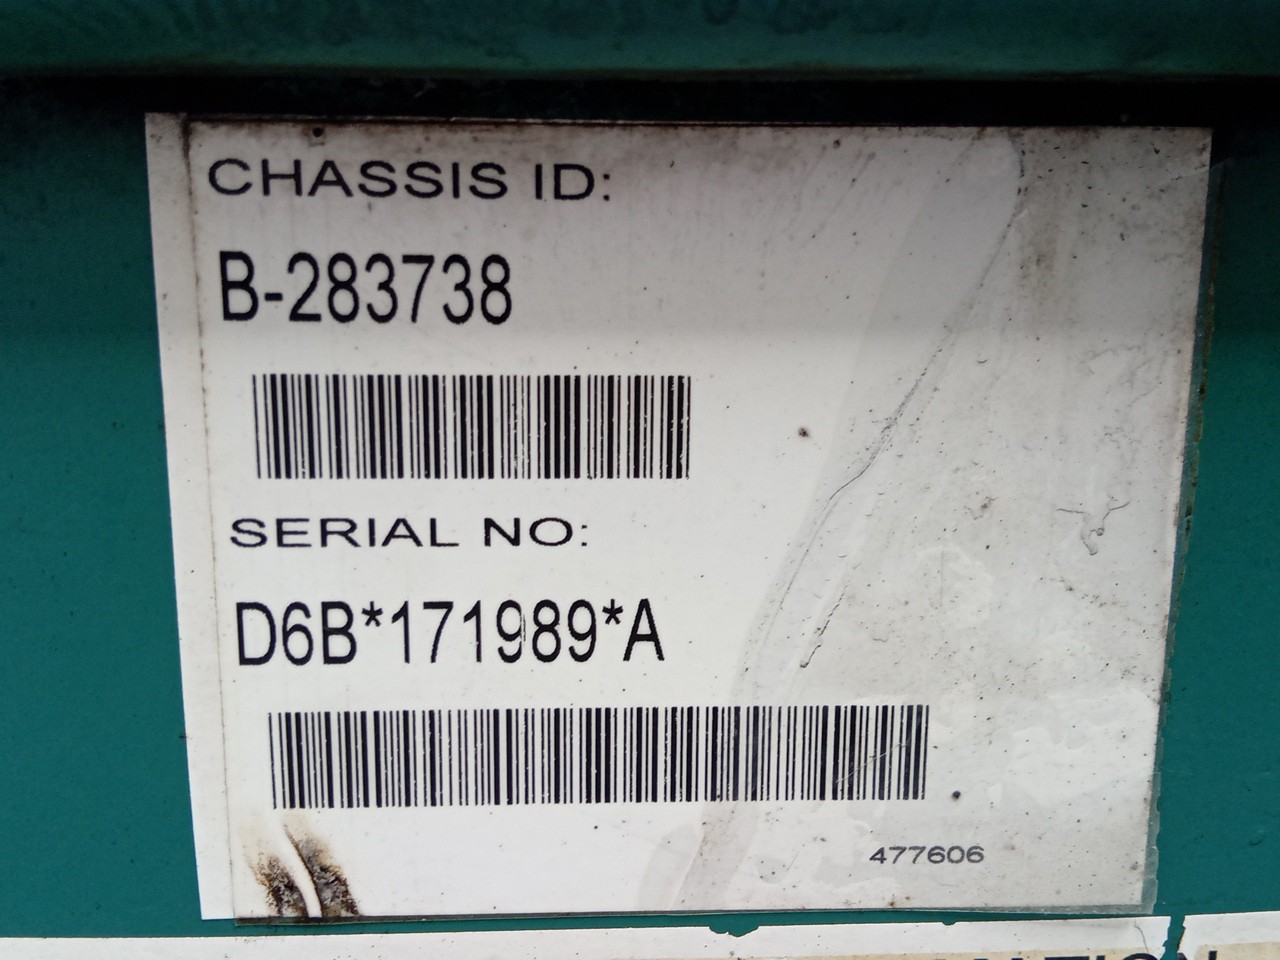 CHASSIS ID:
B-283738
SERIAL NO:
D6B*171989*A
477606